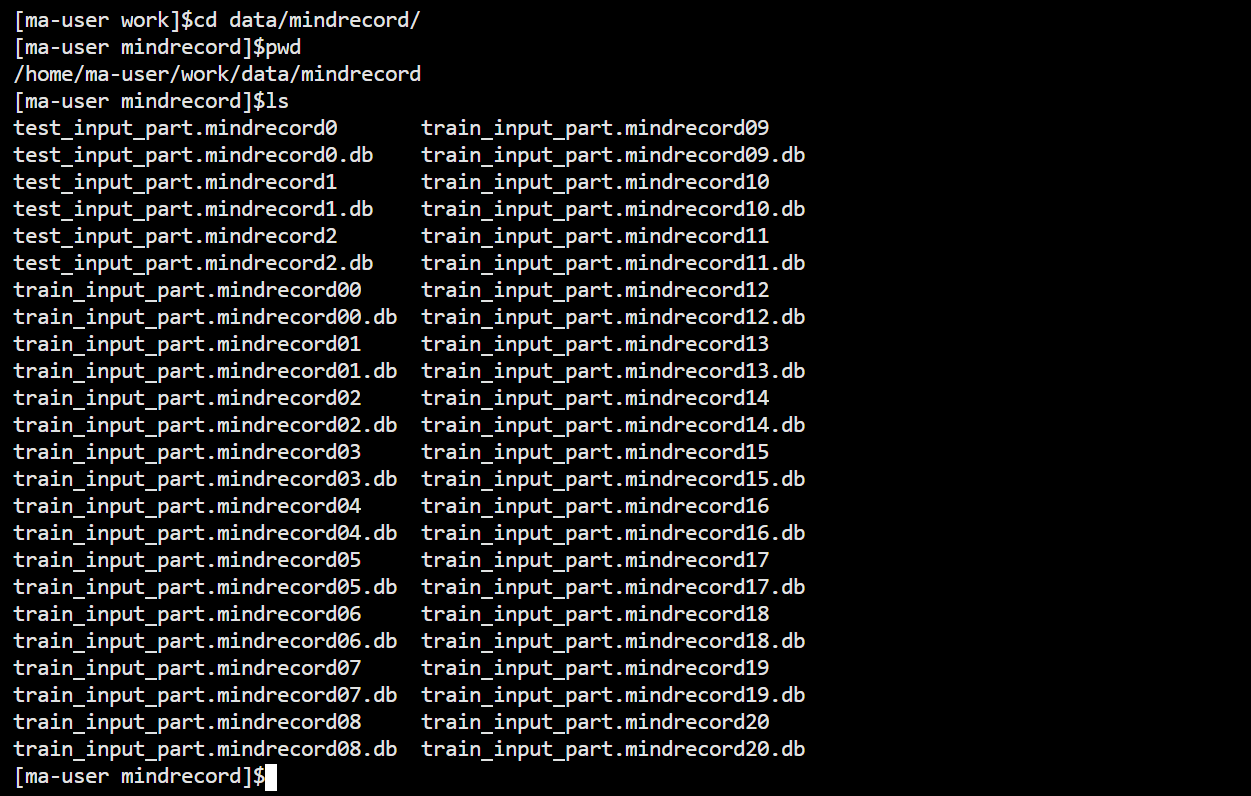 [ma-user work]$cd data/mindrecord/
[ma-user mindrecord]$pwd
/home/ma-user/work/data/mindrecord
[ma-user mindrecord]$ls
test_input_part.mindrecord0       train_input_part.mindrecord09
test_input_part.mindrecord0.db    train_input_part.mindrecord09.db
test_input_part.mindrecord1       train_input_part.mindrecord10
test_input_part.mindrecord1.db    train_input_part.mindrecord10.db
test_input_part.mindrecord2       train_input_part.mindrecord11
test_input_part.mindrecord2.db    train_input_part.mindrecord11.db
train_input_part.mindrecord00     train_input_part.mindrecord12
train_input_part.mindrecord00.db  train_input_part.mindrecord12.db
train_input_part.mindrecord01     train_input_part.mindrecord13
train_input_part.mindrecord01.db  train_input_part.mindrecord13.db
train_input_part.mindrecord02     train_input_part.mindrecord14
train_input_part.mindrecord02.db  train_input_part.mindrecord14.db
train_input_part.mindrecord03     train_input_part.mindrecord15
train_input_part.mindrecord03.db  train_input_part.mindrecord15.db
train_input_part.mindrecord04     train_input_part.mindrecord16
train_input_part.mindrecord04.db  train_input_part.mindrecord16.db
train_input_part.mindrecord05     train_input_part.mindrecord17
train_input_part.mindrecord05.db  train_input_part.mindrecord17.db
train_input_part.mindrecord06     train_input_part.mindrecord18
train_input_part.mindrecord06.db  train_input_part.mindrecord18.db
train_input_part.mindrecord07     train_input_part.mindrecord19
train_input_part.mindrecord07.db  train_input_part.mindrecord19.db
train_input_part.mindrecord08     train_input_part.mindrecord20
train_input_part.mindrecord08.db  train_input_part.mindrecord20.db
[ma-user mindrecord]$